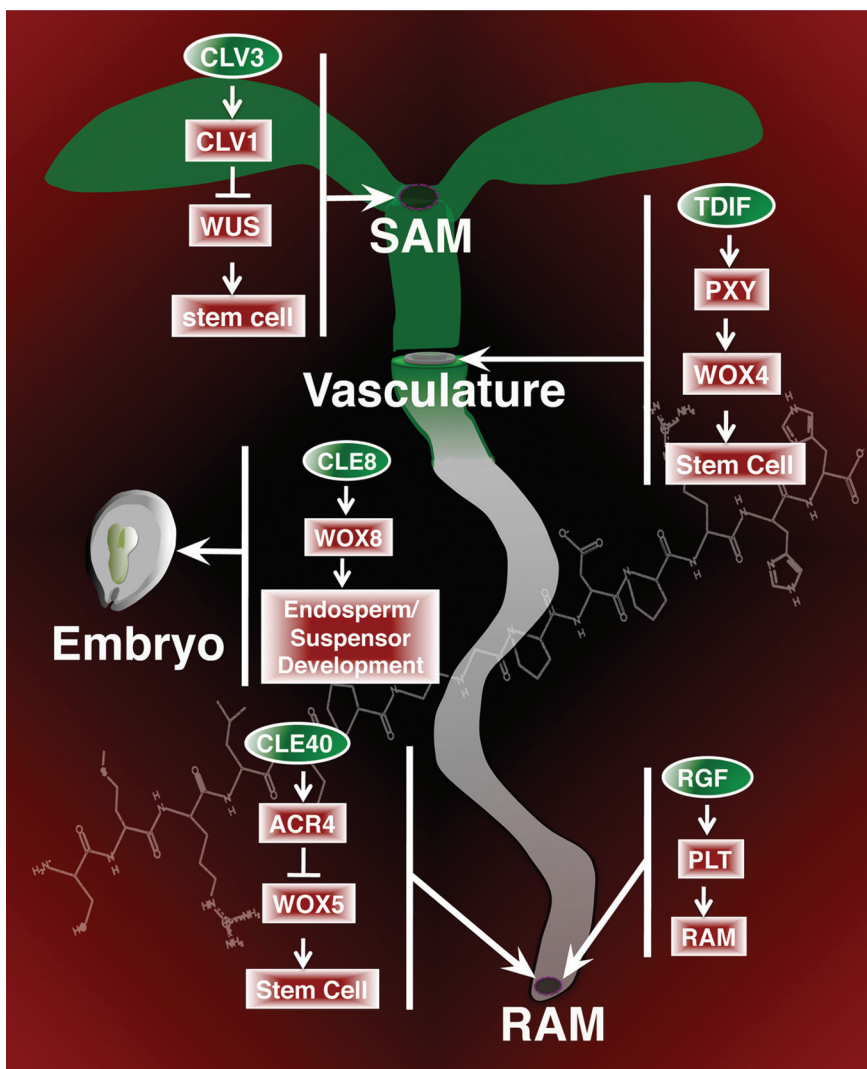 CLV3
CLV1
WUS
stem cell
SAM
TDIF
PXY
WOX4
Stem Cell
Vasculature
CLE8
WOX8
Endosperm/
Suspensor
Development
Embryo
CLE40
ACR4
WOX5
Stem Cell
RGF
PLT
RAM
RAM